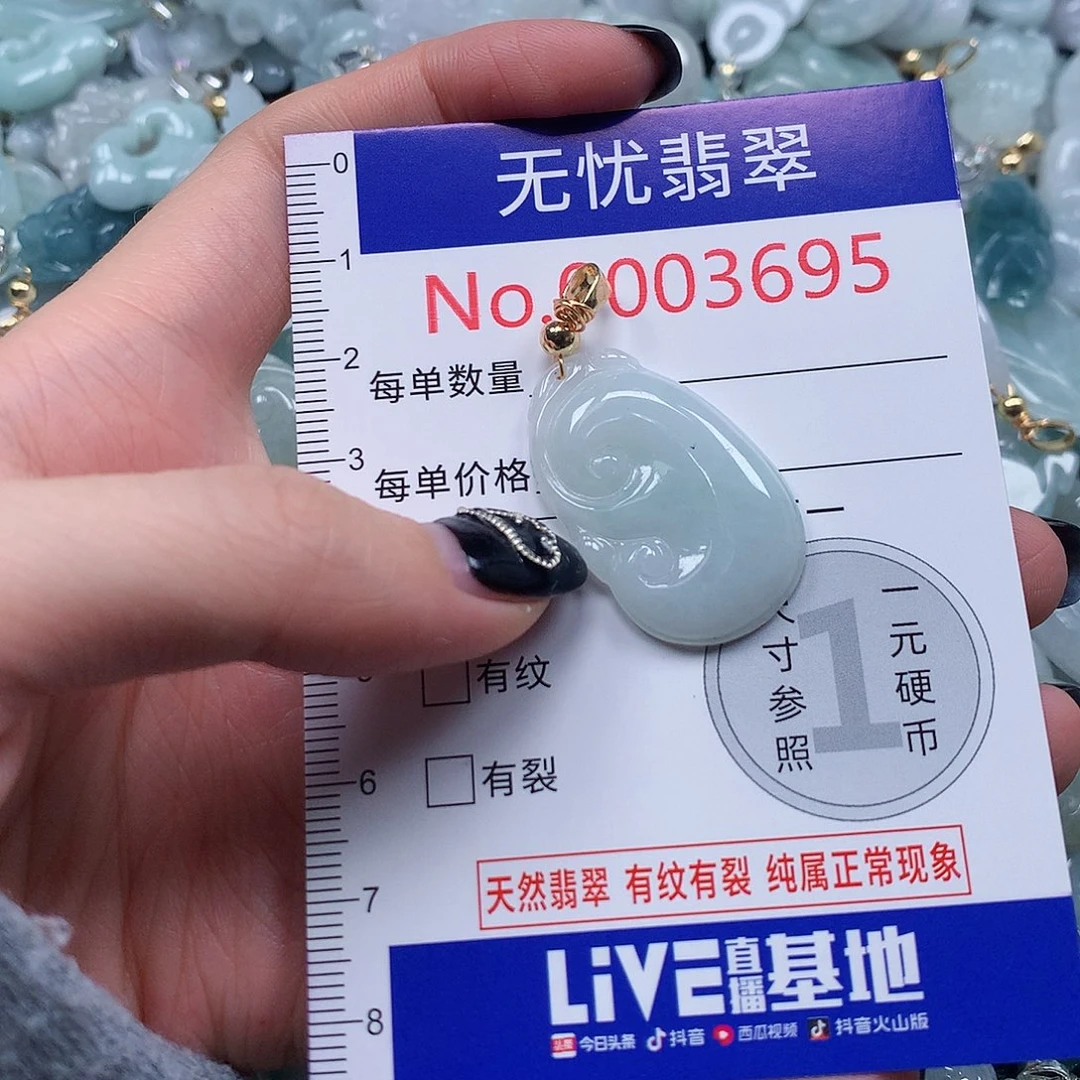 0
无忧翡翠
1
No.0003695
2
每单数量
3
每单价格
一元硬币
寸参照
1
有纹
6
有裂
7
天然翡翠 有纹有裂 纯属正常现象
8
LiVE直播基地
头条 今日头条 抖音 西瓜视频 抖音火山版